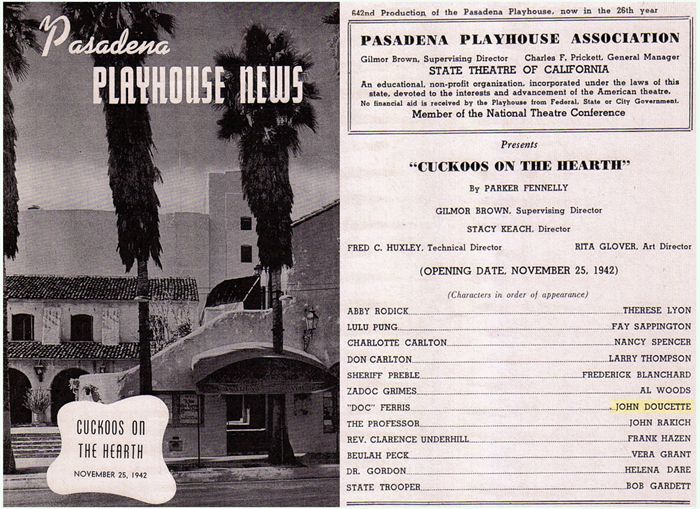 Pasadena
PLAYHOUSE NEWS
CUCKOOS ON
THE HEARTH
NOVEMBER 25, 1942
642nd Production of the Pasadena Playhouse, now in the 26th year
PASADENA PLAYHOUSE ASSOCIATION
Gilmor Brown, Supervising Director Charles F. Prickett, General Manager
STATE THEATRE OF CALIFORNIA
An educational, non-profit organization, incorporated under the laws of this
state, devoted to the interests and advancement of the American theatre.
No financial aid is received by the Playhouse from Federal, State or City Government.
Member of the National Theatre Conference
Presents
"CUCKOOS ON THE HEARTH"
By PARKER FENNELLY
GILMOR BROWN, Supervising Director
STACY KEACH, Director
FRED C. HUXLEY, Technical Director RITA GLOVER, Art Director
(OPENING DATE, NOVEMBER 25, 1942)
(Characters in order of appearance)
ABBY RODICK THERESE LYON
LULU PUNG FAY SAPPINGTON
CHARLOTTE CARLTON NANCY SPENCER
DON CARLTON LARRY THOMPSON
SHERIFF PREBLE FREDERICK BLANCHARD
ZADOC GRIMES AL WOODS
"DOC" FERRIS JOHN DOUCETTE
THE PROFESSOR JOHN RAKICH
REV. CLARENCE UNDERHILL FRANK HAZEN
BEULAH PECK VERA GRANT
DR. GORDON HELENA DARE
STATE TROOPER BOB GARDETT